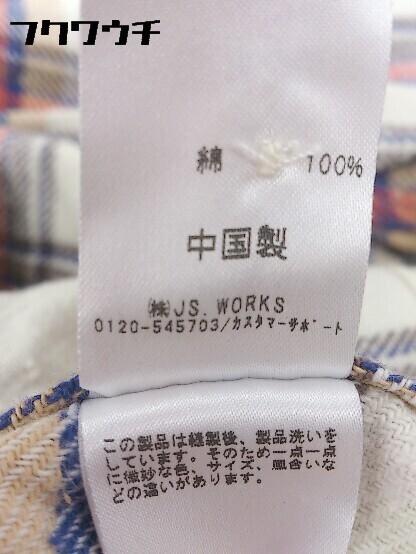 フクワウチ
綿 100%
中国製
(株)JS.WORKS
0120-545703/カスタマーサポート
この製品は縫製後、製品洗いを
しています。そのため一点一点
に微妙な色、サイズ、風合いな
どの違いがあります。